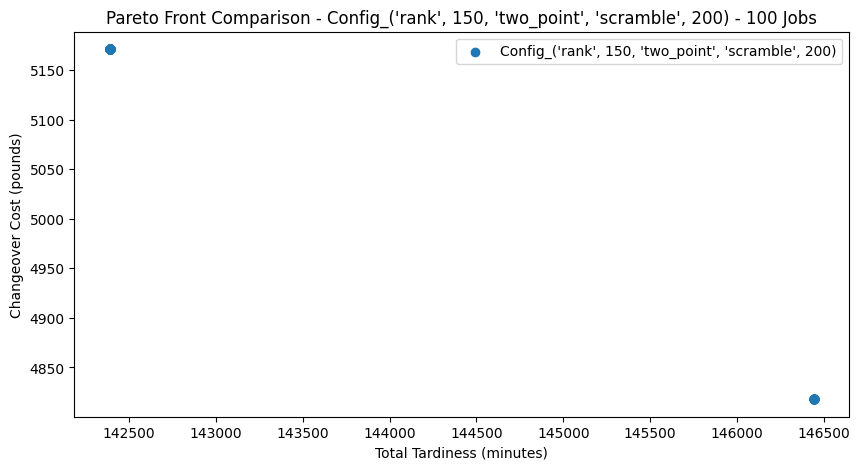 Pareto Front Comparison - Config_('rank', 150, 'two_point', 'scramble', 200) - 100 Jobs
Config_('rank', 150, 'two_point', 'scramble', 200)
Changeover Cost (pounds)
5150
5100
5050
5000
4950
4900
4850
142500 143000 143500 144000 144500 145000 145500 146000 146500
Total Tardiness (minutes)